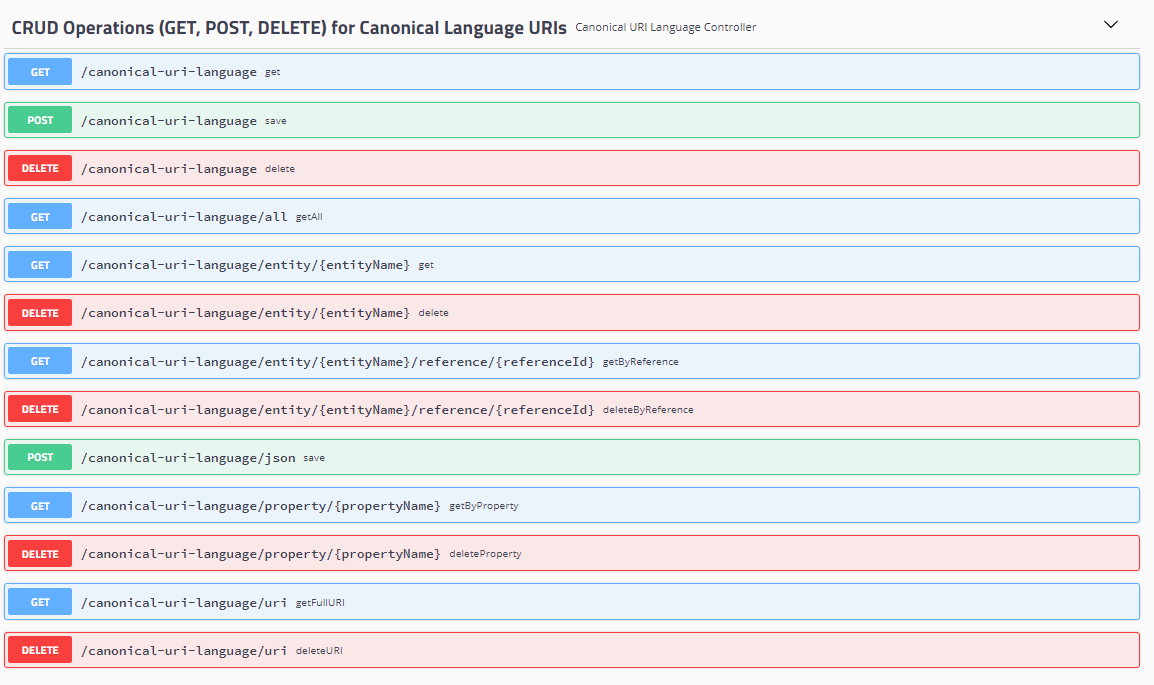 CRUD Operations (GET, POST, DELETE) for Canonical Language URIs Canonical URI Language Controller
GET /canonical-uri-language get
POST /canonical-uri-language save
DELETE /canonical-uri-language delete
GET /canonical-uri-language/all getAll
GET /canonical-uri-language/entity/{entityName} get
DELETE /canonical-uri-language/entity/{entityName} delete
GET /canonical-uri-language/entity/{entityName}/reference/{referenceId} getByReference
DELETE /canonical-uri-language/entity/{entityName}/reference/{referenceId} deleteByReference
POST /canonical-uri-language/json save
GET /canonical-uri-language/property/{propertyName} getByProperty
DELETE /canonical-uri-language/property/{propertyName} deleteProperty
GET /canonical-uri-language/uri getFullURI
DELETE /canonical-uri-language/uri deleteURI